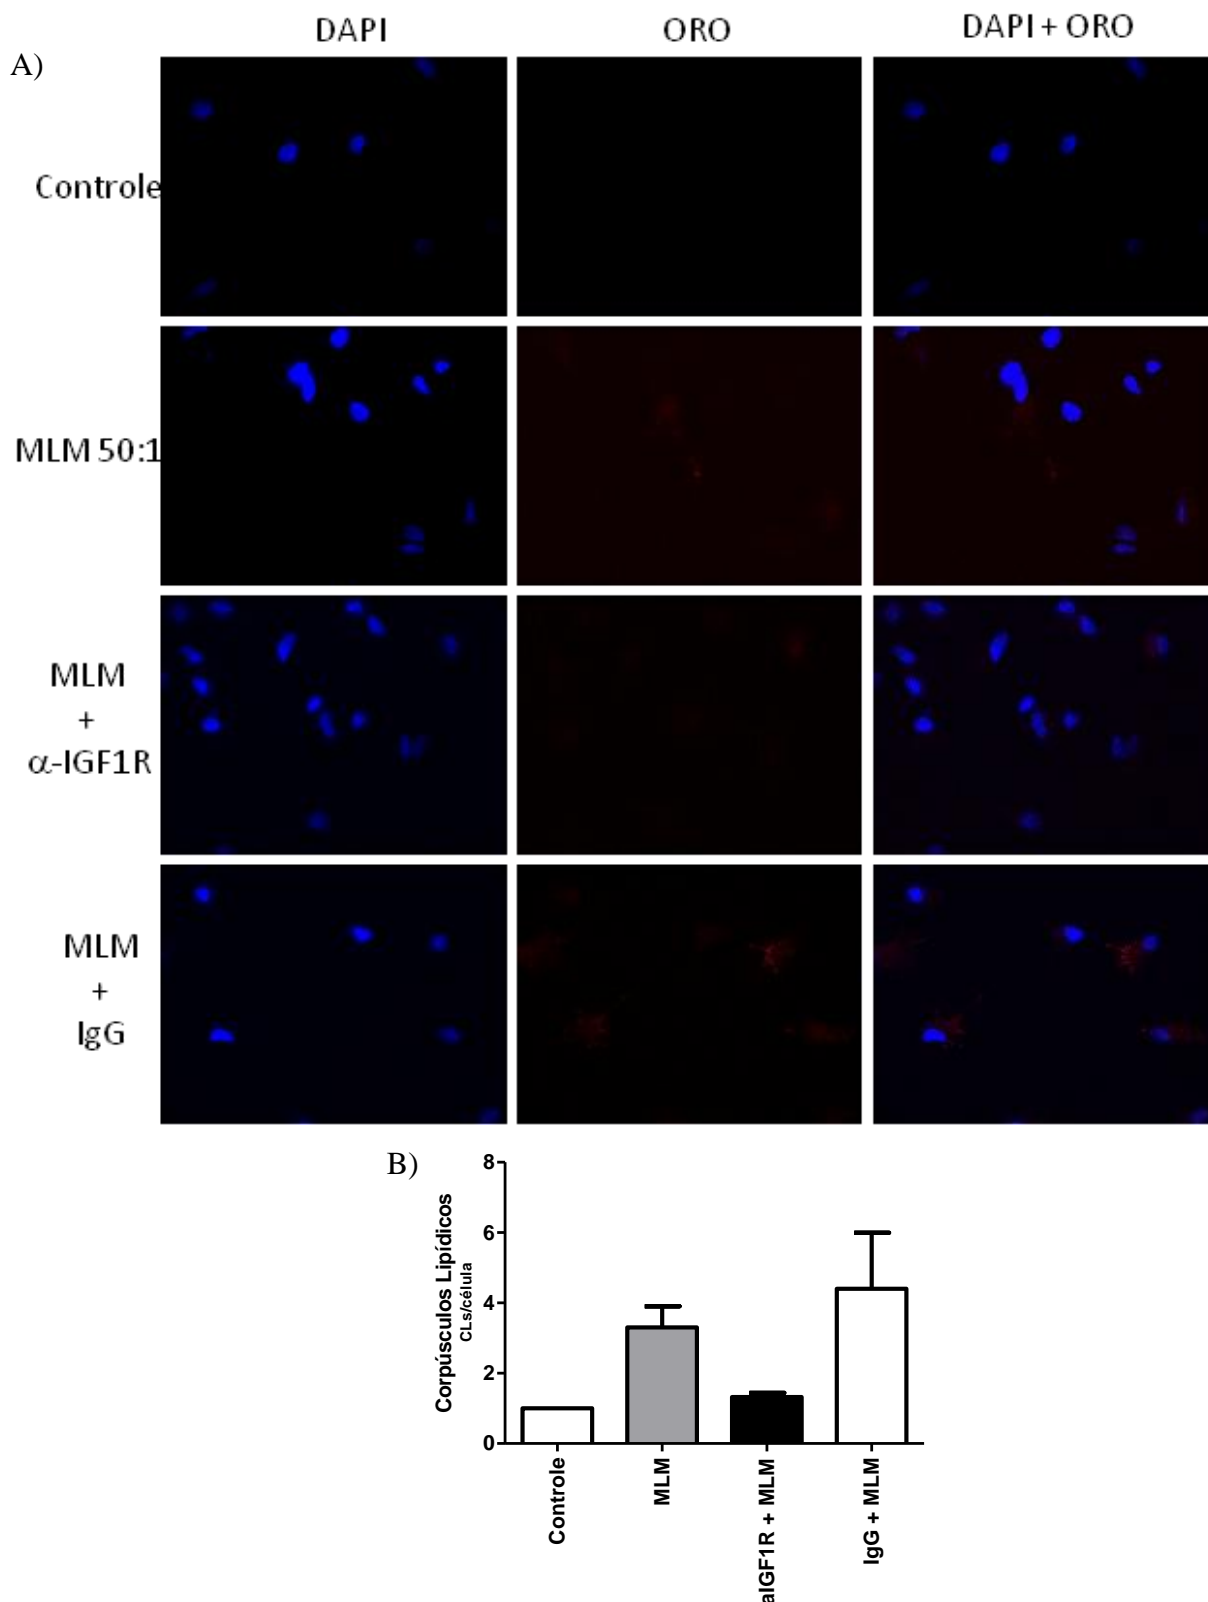 DAPI ORO DAPI + ORO
A)
Controle
MLM 50:1
MLM
+
α-IGF1R
MLM
+
IgG
B)
Corpúsculos Lipídicos
CLs/célula
8
6
4
2
0
Controle
MLM
aIGF1R + MLM
IgG + MLM